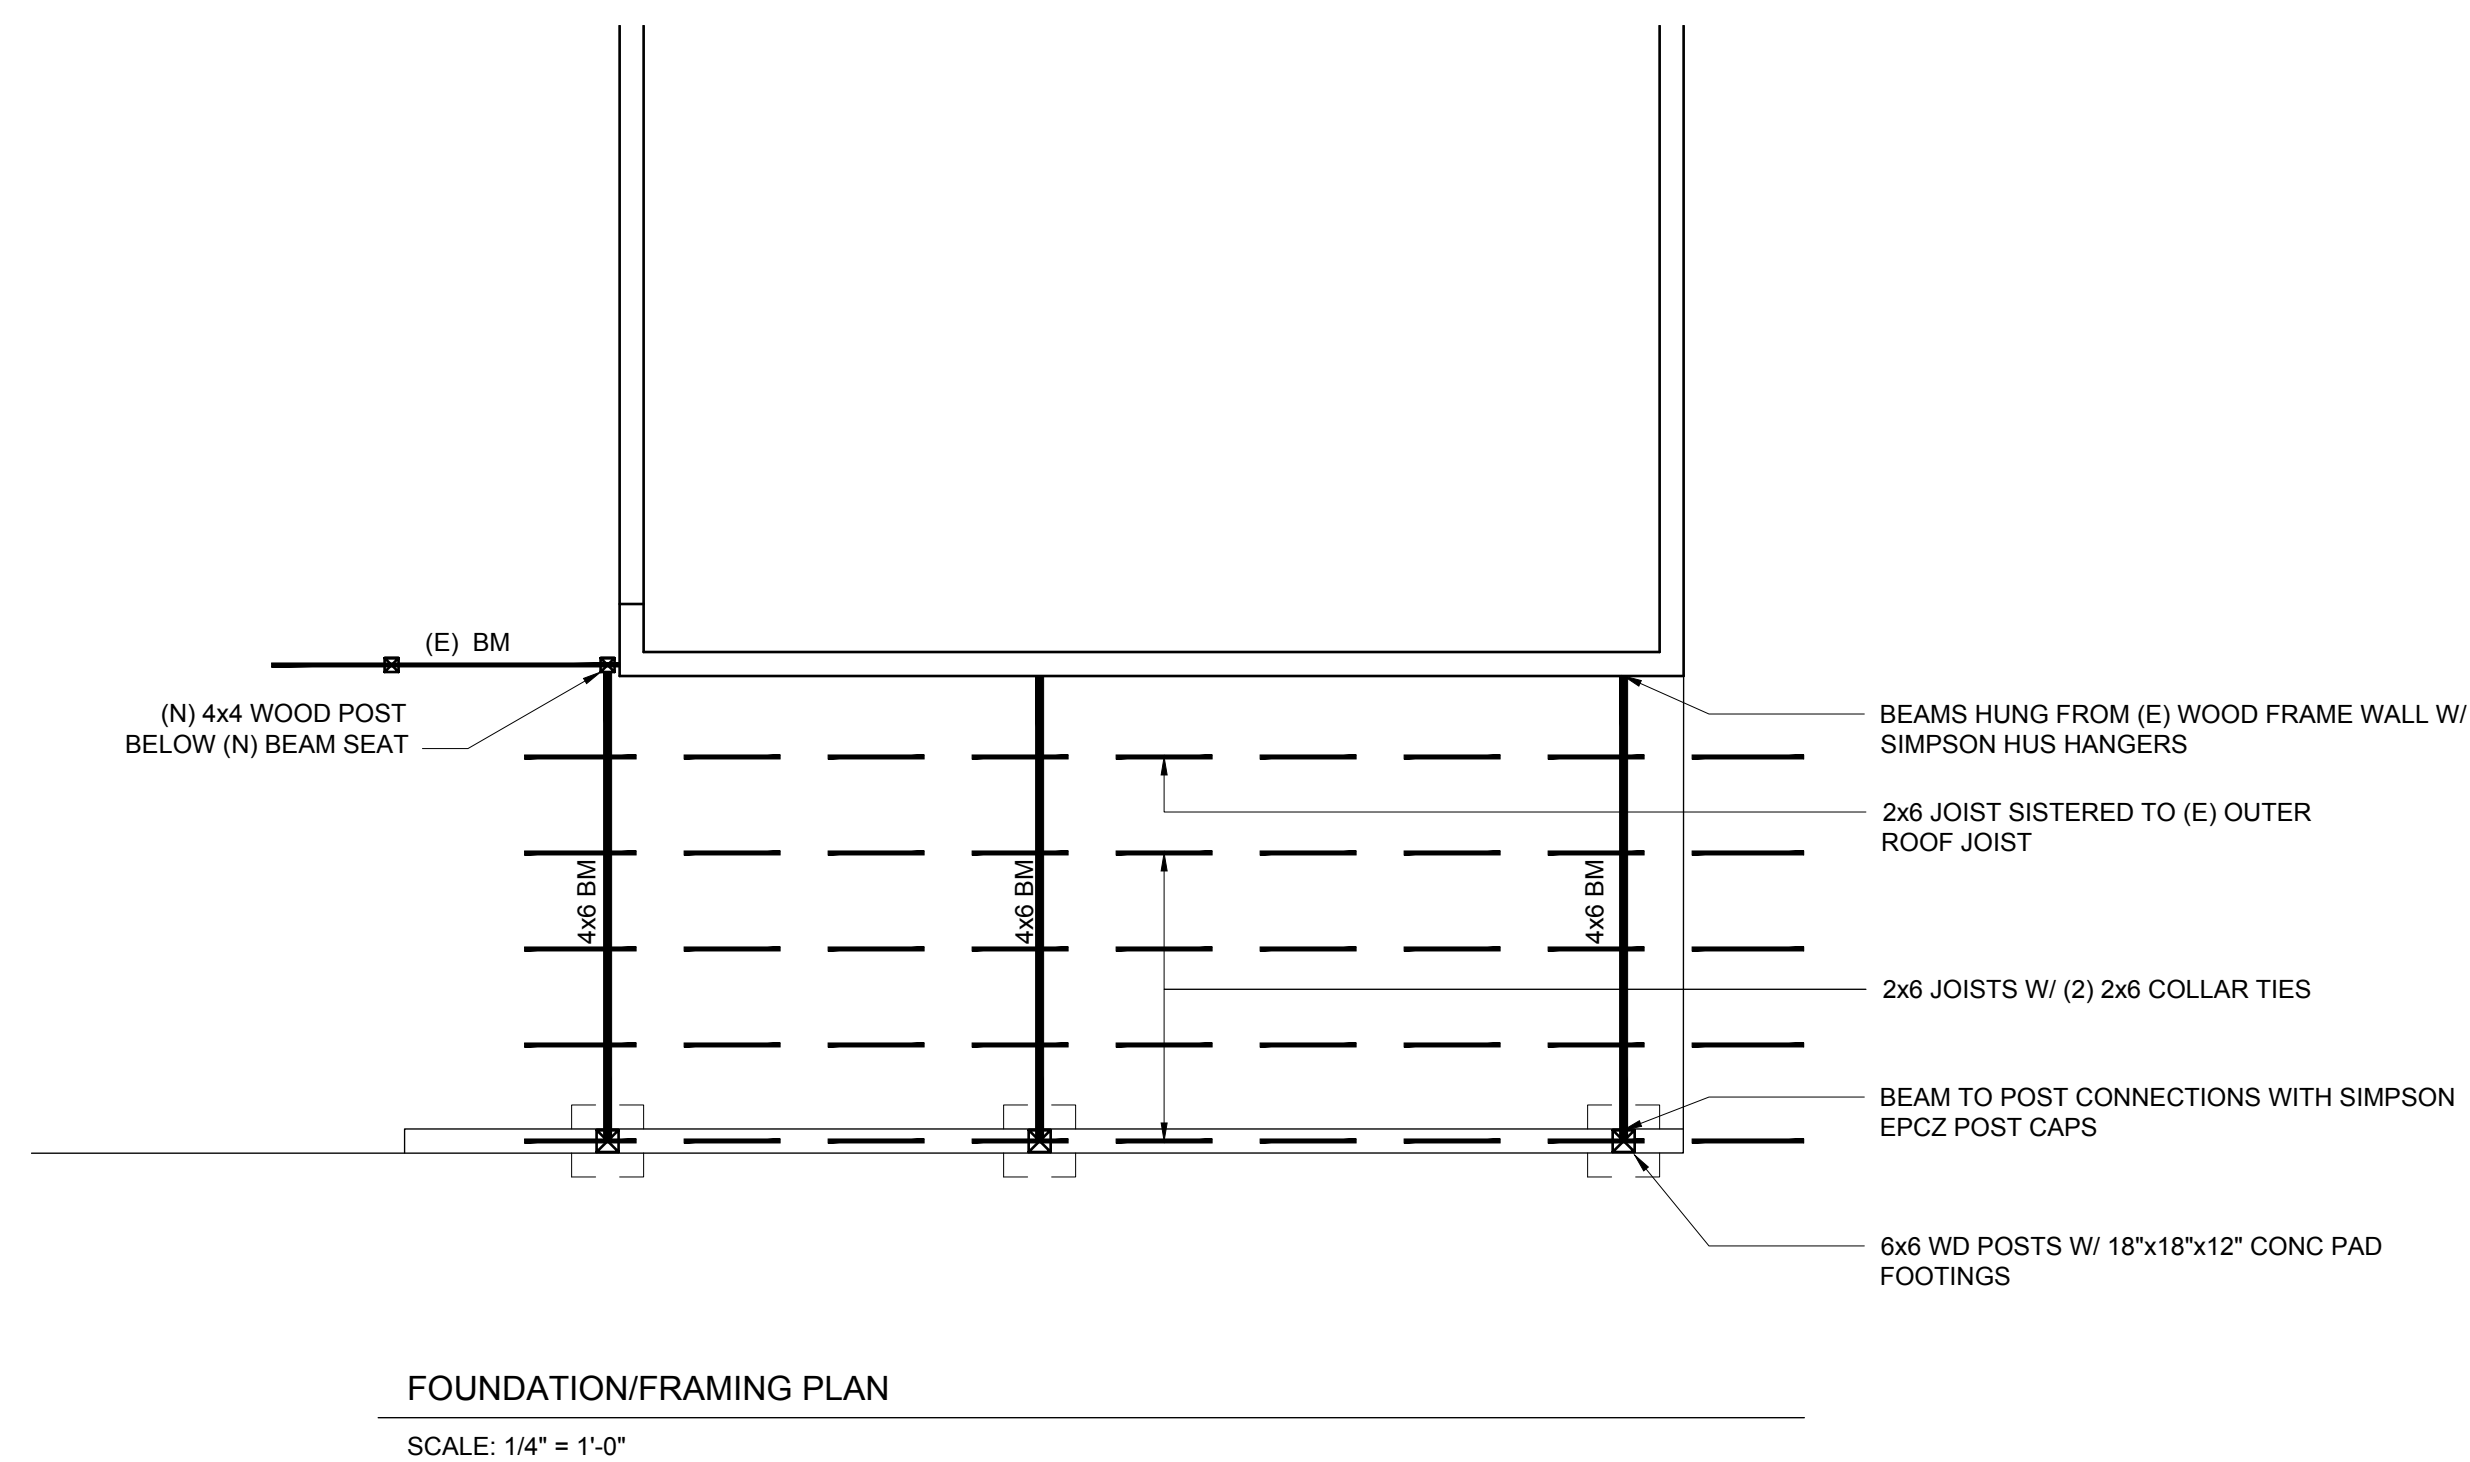 (E) BM
(N) 4x4 WOOD POST
BELOW (N) BEAM SEAT
BEAMS HUNG FROM (E) WOOD FRAME WALL W/
SIMPSON HUS HANGERS
2x6 JOIST SISTERED TO (E) OUTER
ROOF JOIST
4x6 BM
4x6 BM
4x6 BM
2x6 JOISTS W/ (2) 2x6 COLLAR TIES
BEAM TO POST CONNECTIONS WITH SIMPSON
EPCZ POST CAPS
6x6 WD POSTS W/ 18"x18"x12" CONC PAD
FOOTINGS
FOUNDATION/FRAMING PLAN
SCALE: 1/4" = 1'-0"